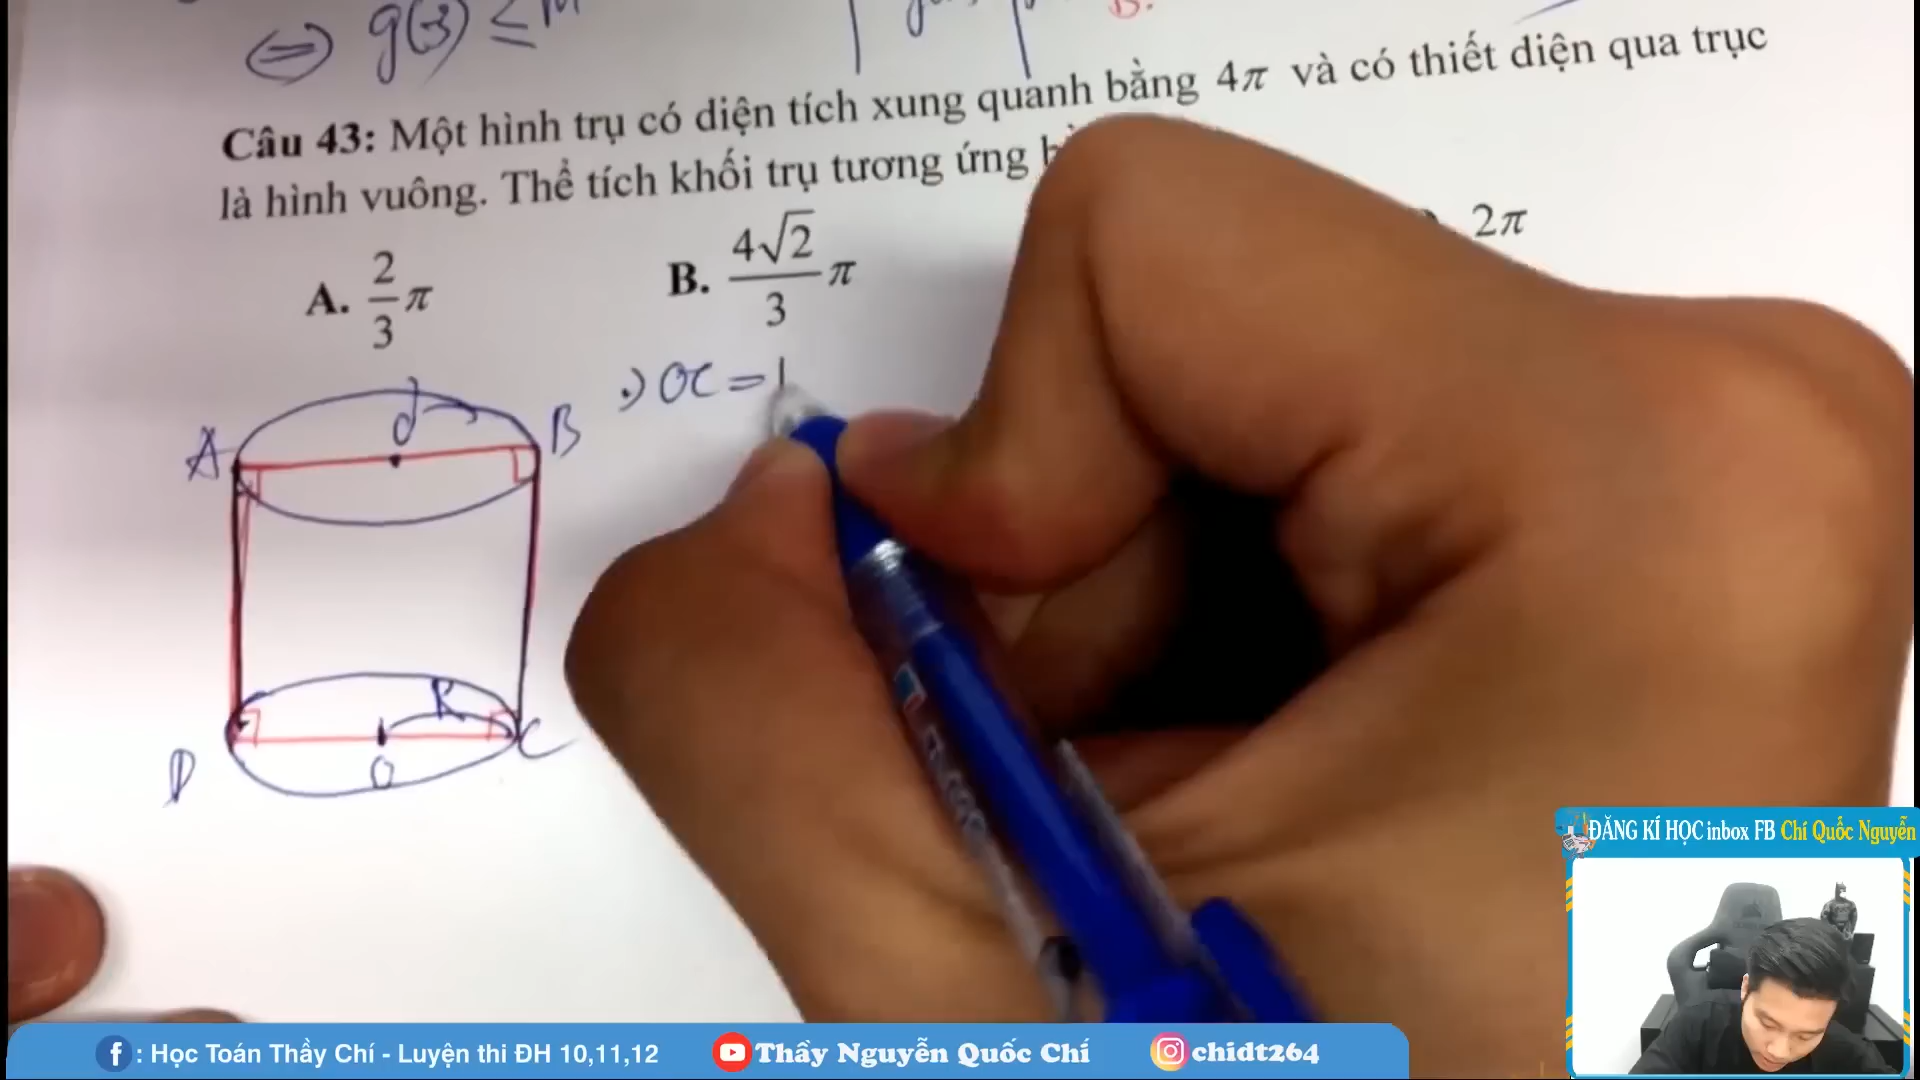 ⇔ g(3) ≤ M
B.
Câu 43: Một hình trụ có diện tích xung quanh bằng 4π và có thiết diện qua trục
là hình vuông. Thể tích khối trụ tương ứng
A. 2/3 π
B. 4√2/3 π
2π
.) OC =
A
O'
B
R
D
O
C
ĐĂNG KÍ HỌC inbox FB Chí Quốc Nguyễn
f : Học Toán Thầy Chí - Luyện thi ĐH 10,11,12
Thầy Nguyễn Quốc Chí
chidt264